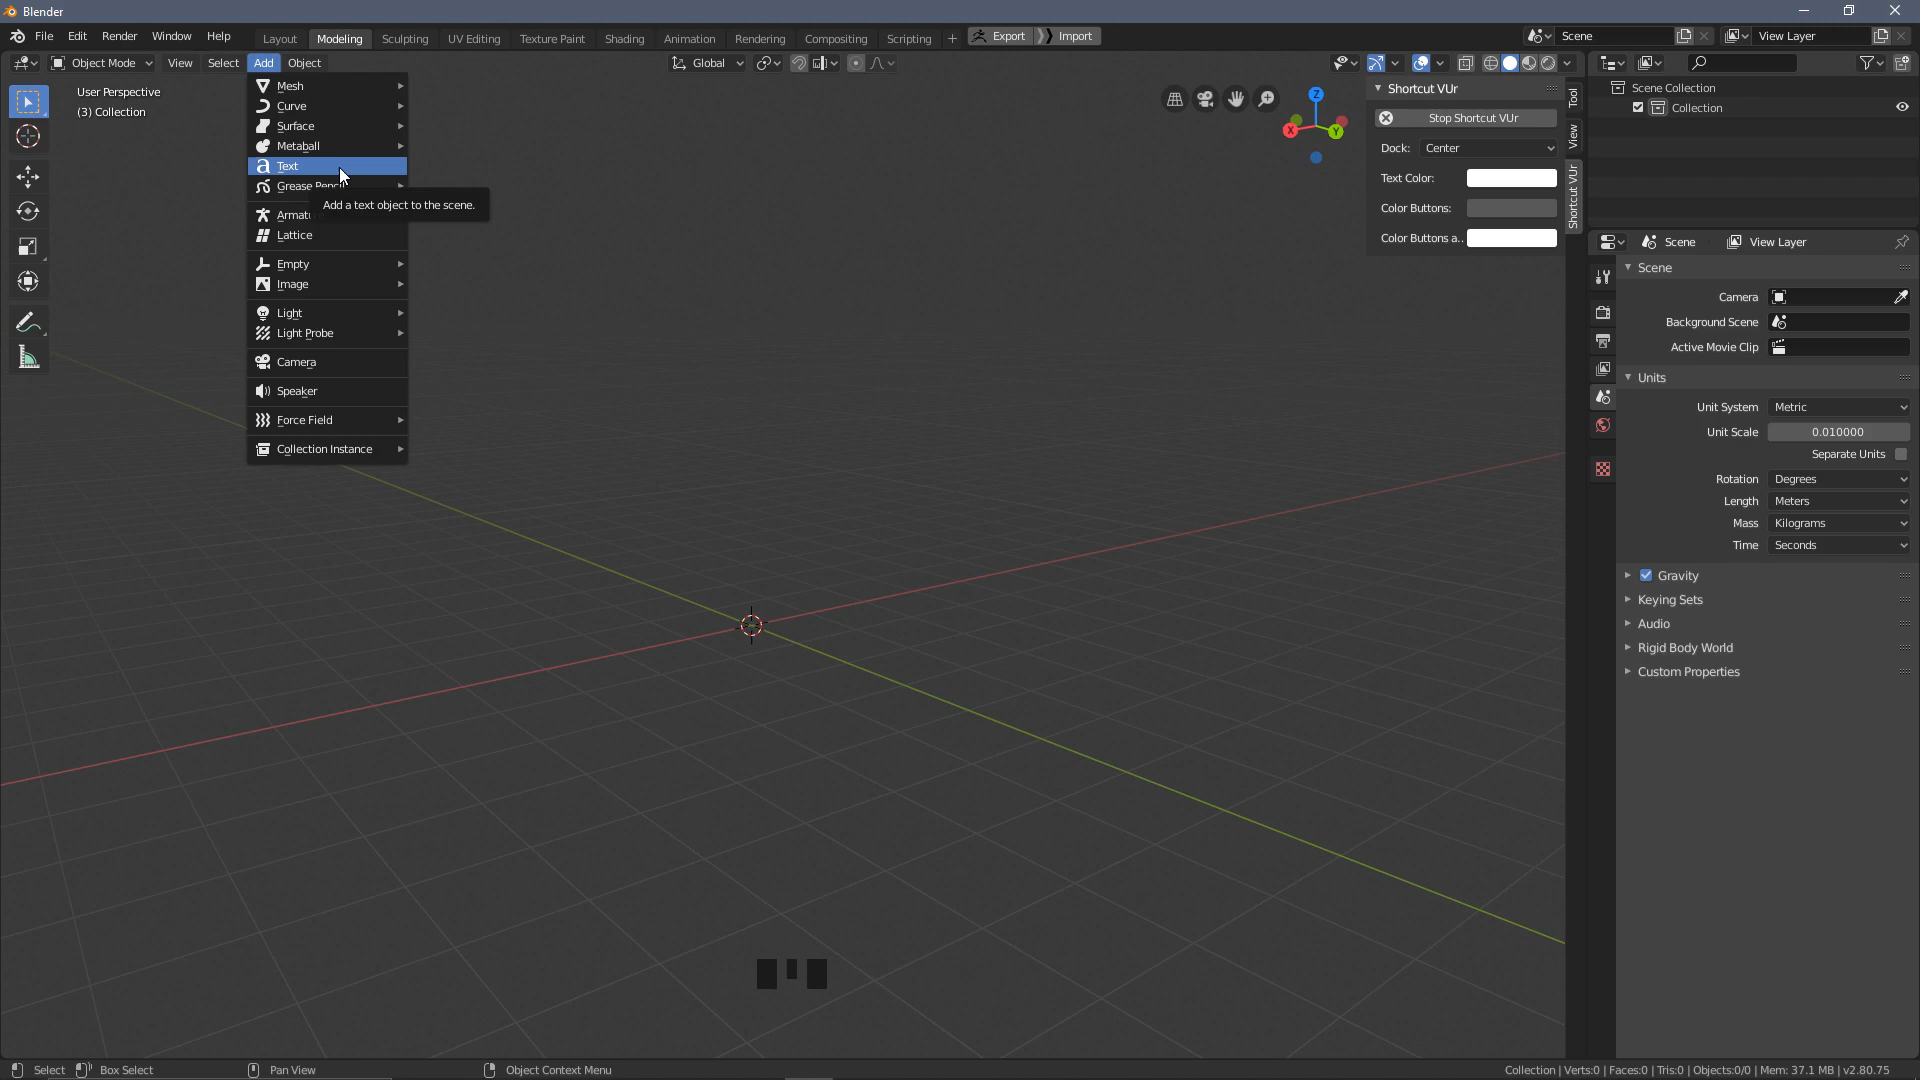 Blender
File Edit Render Window Help Layout Modeling Sculpting UV Editing Texture Paint Shading Animation Rendering Compositing Scripting + Export Import Scene View Layer
Object Mode View Select Add Object Global
User Perspective
(3) Collection
Mesh
Curve
Surface
Metaball
Text
Grease Pencil
Add a text object to the scene.
Lattice
Empty
Image
Light
Light Probe
Camera
Speaker
Force Field
Collection Instance
Z
X
Y
Shortcut VUr
Stop Shortcut VUr
Dock: Center
Text Color:
Color Buttons:
Color Buttons a..
Tool
View
Shortcut VUr
Scene Collection
Collection
Scene View Layer
Scene
Camera
Background Scene
Active Movie Clip
Units
Unit System Metric
Unit Scale 0.010000
Separate Units
Rotation Degrees
Length Meters
Mass Kilograms
Time Seconds
Gravity
Keying Sets
Audio
Rigid Body World
Custom Properties
Select Box Select Pan View Object Context Menu Collection | Verts:0 | Faces:0 | Tris:0 | Objects:0/0 | Mem: 37.1 MB | v2.80.75